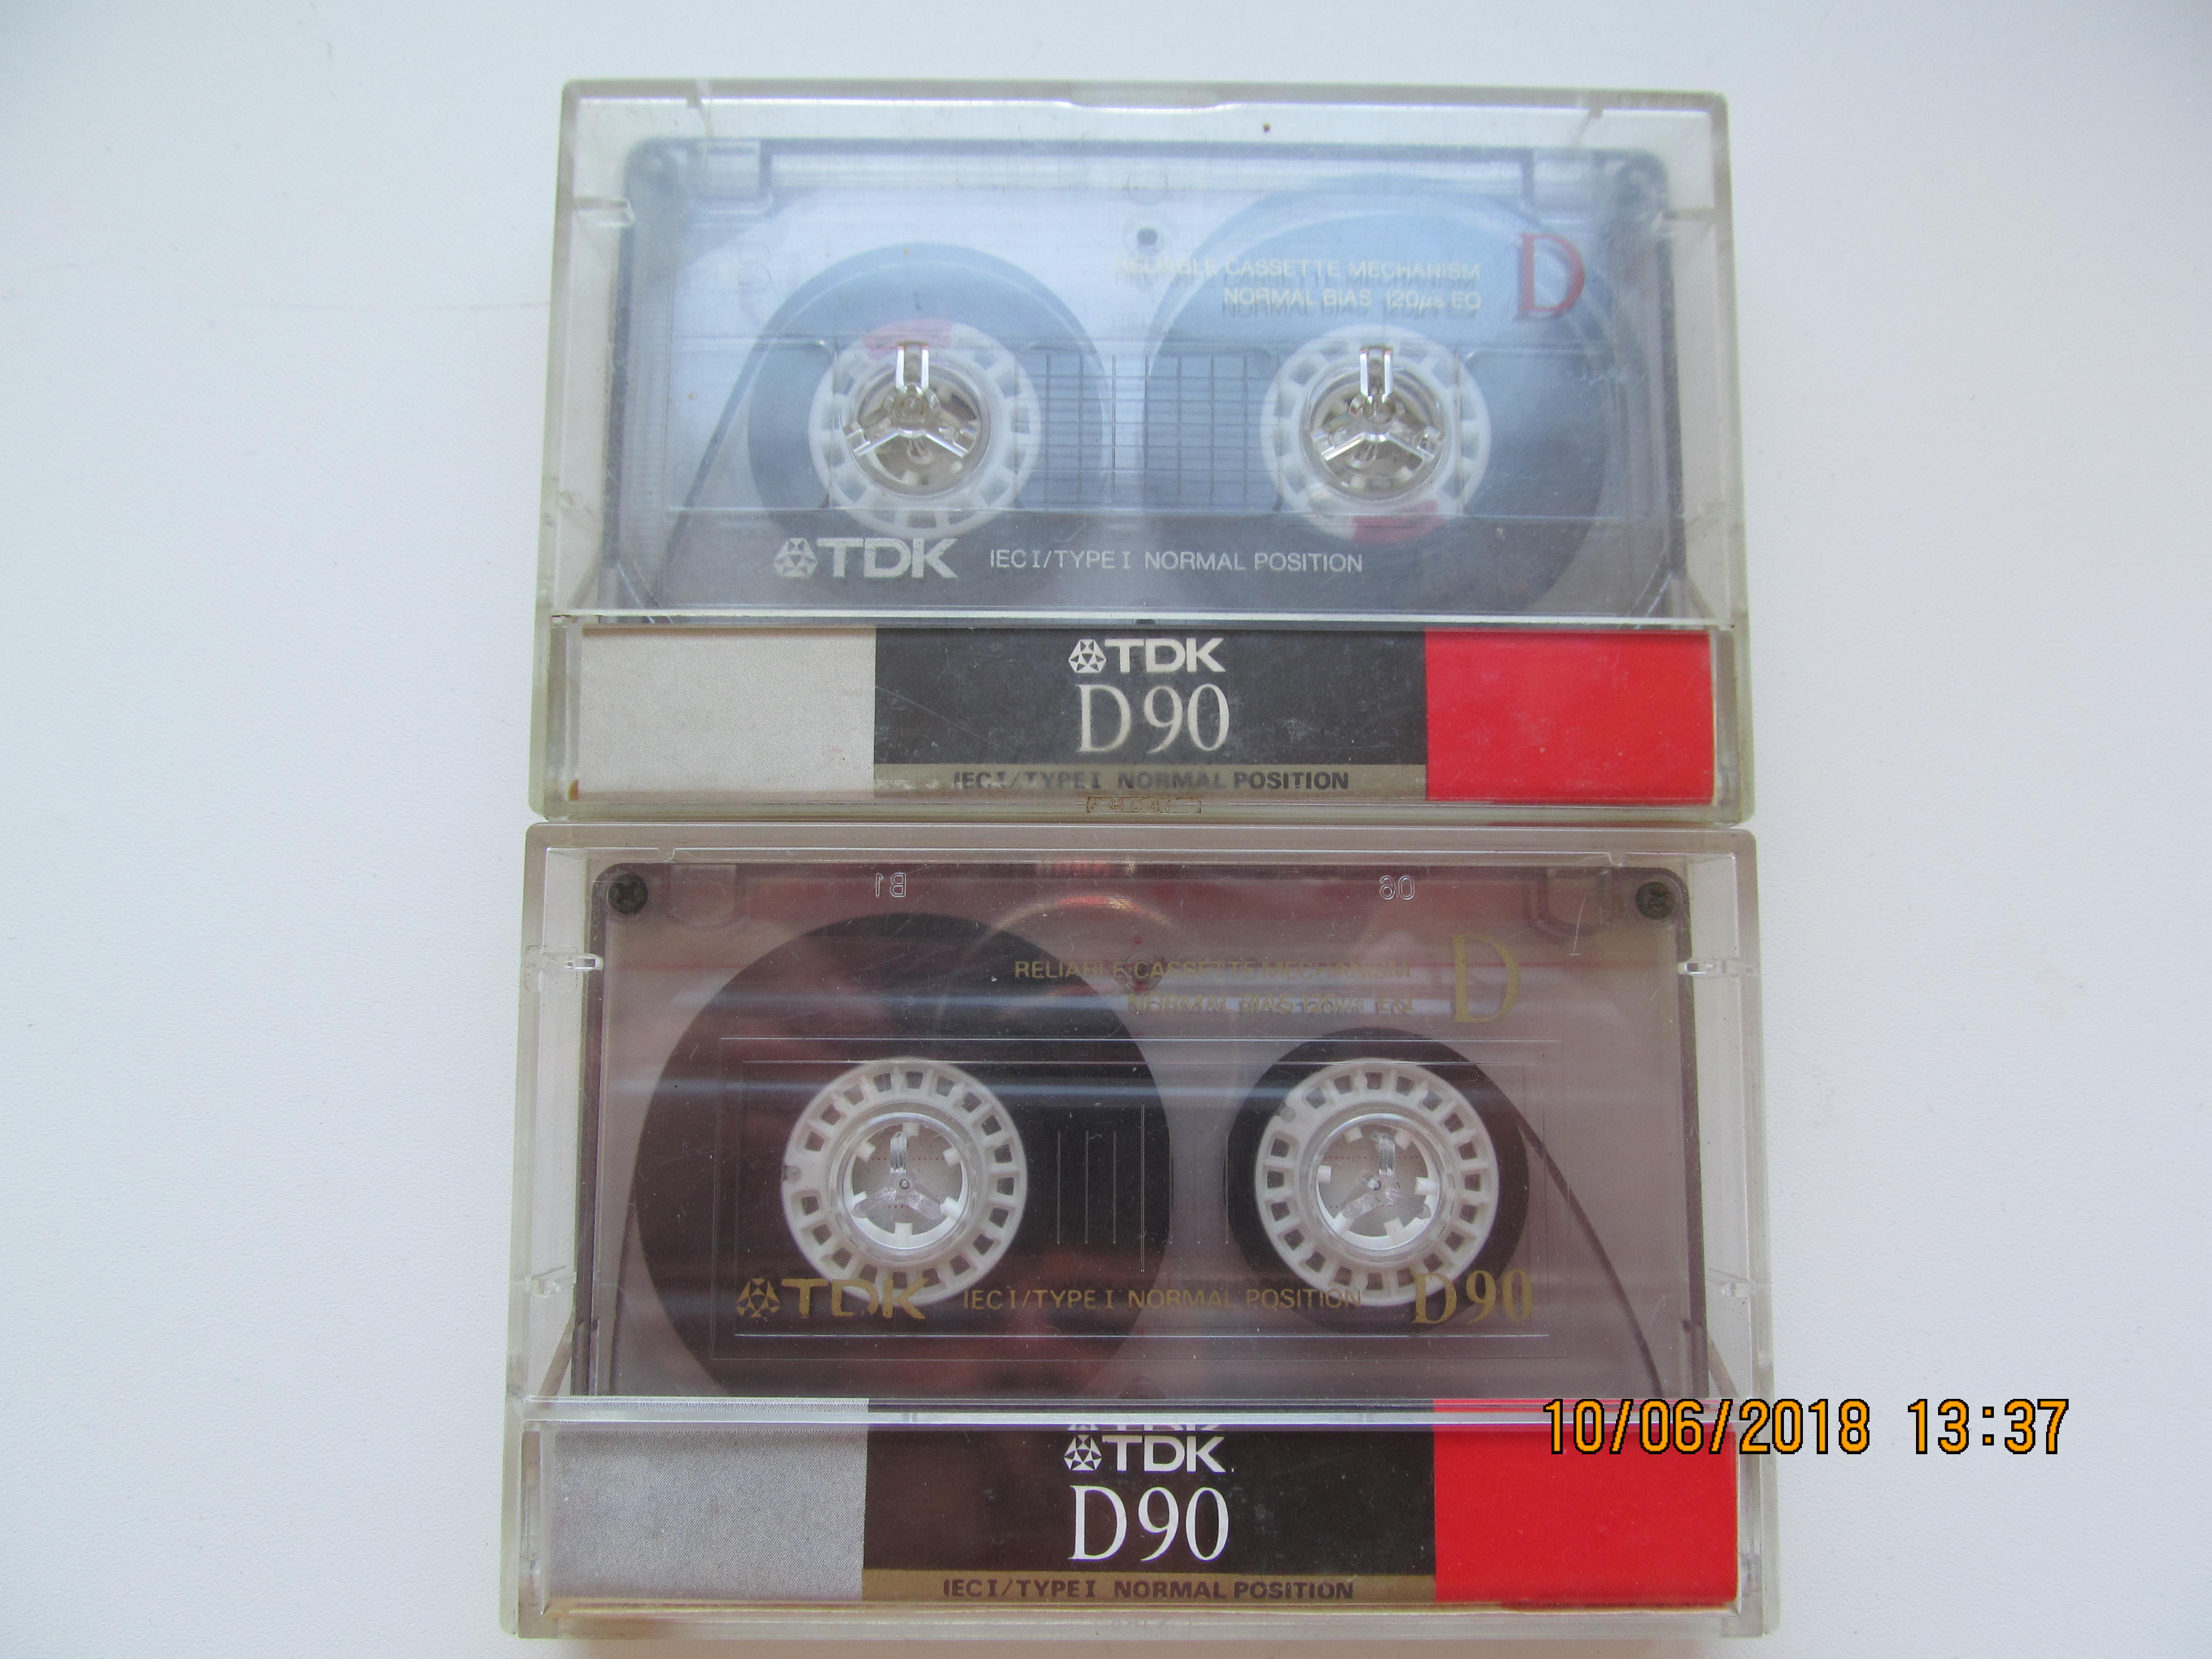 RELIABLE CASSETTE MECHANISM
NORMAL BIAS 120μs EQ
D
TDK
IEC I/TYPE I NORMAL POSITION
TDK
D90
IEC I/TYPE I NORMAL POSITION
B1
06
RELIABLE CASSETTE MECHANISM
NORMAL BIAS 120μs EQ
D
TDK
IEC I/TYPE I NORMAL POSITION
D90
10/06/2018 13:37
TDK
D90
IEC I/TYPE I NORMAL POSITION